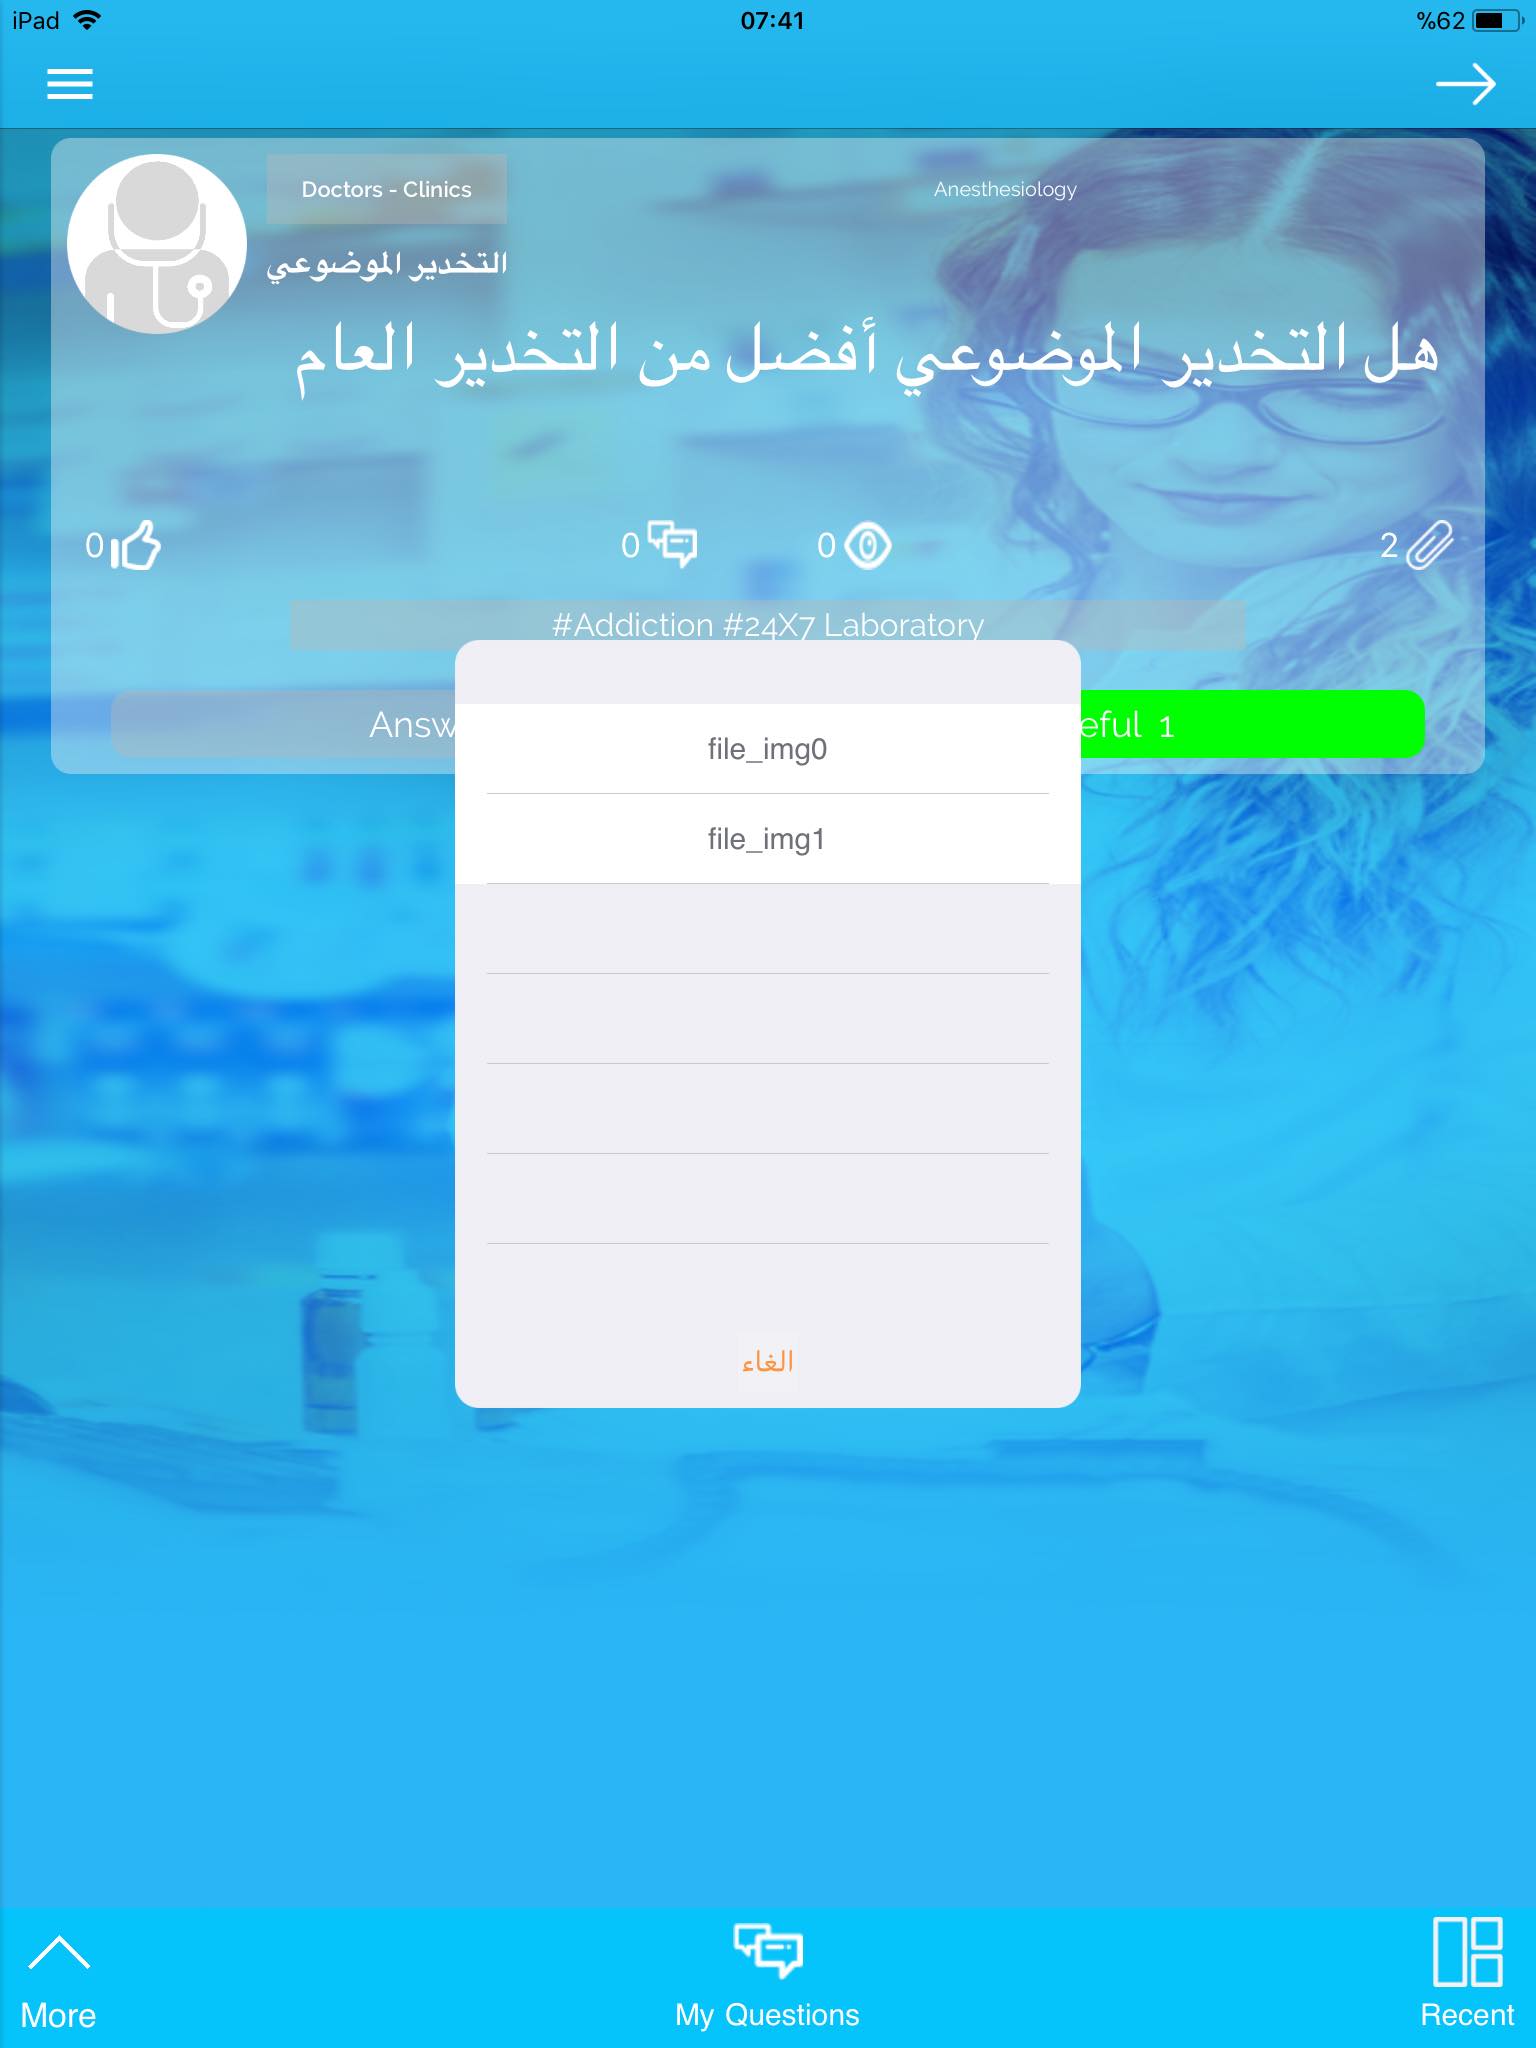 iPad
07:41
%62
Doctors - Clinics
Anesthesiology
التخدير الموضوعي
هل التخدير الموضوعي أفضل من التخدير العام
0
0
0
2
#Addiction #24X7 Laboratory
Answ
eful 1
file_img0
file_img1
الغاء
More
My Questions
Recent